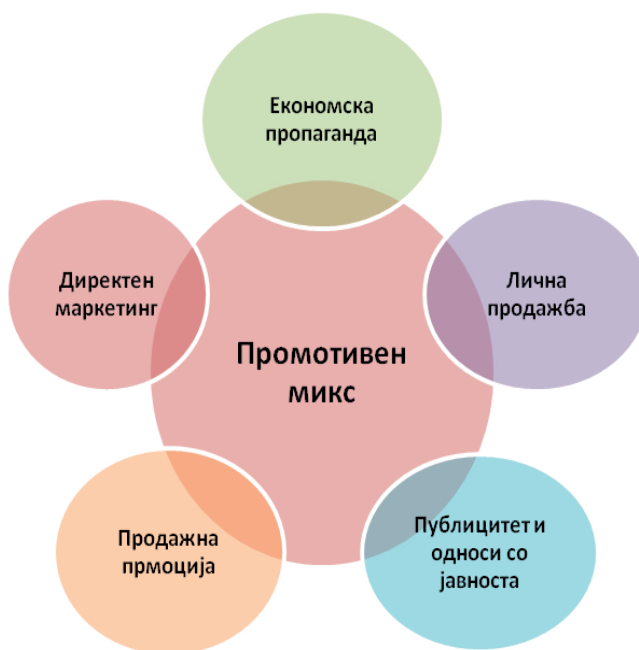 Економска
пропаганда
Директен
маркетинг
Лична
продажба
Промотивен
микс
Продажна
прмоција
Публицитет и
односи со
јавноста